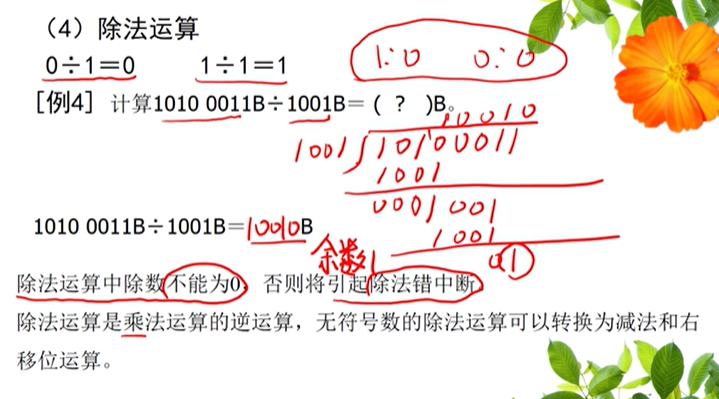 （4）除法运算
0÷1=0 1÷1=1 1÷0 0÷0
[例4] 计算1010 0011B÷1001B=（ ? ）B。
10010
1001 10100011
1001
0001001
1010 0011B÷1001B=10010B
1001
余数1 01
除法运算中除数不能为0，否则将引起除法错中断。
除法运算是乘法运算的逆运算，无符号数的除法运算可以转换为减法和右
移位运算。